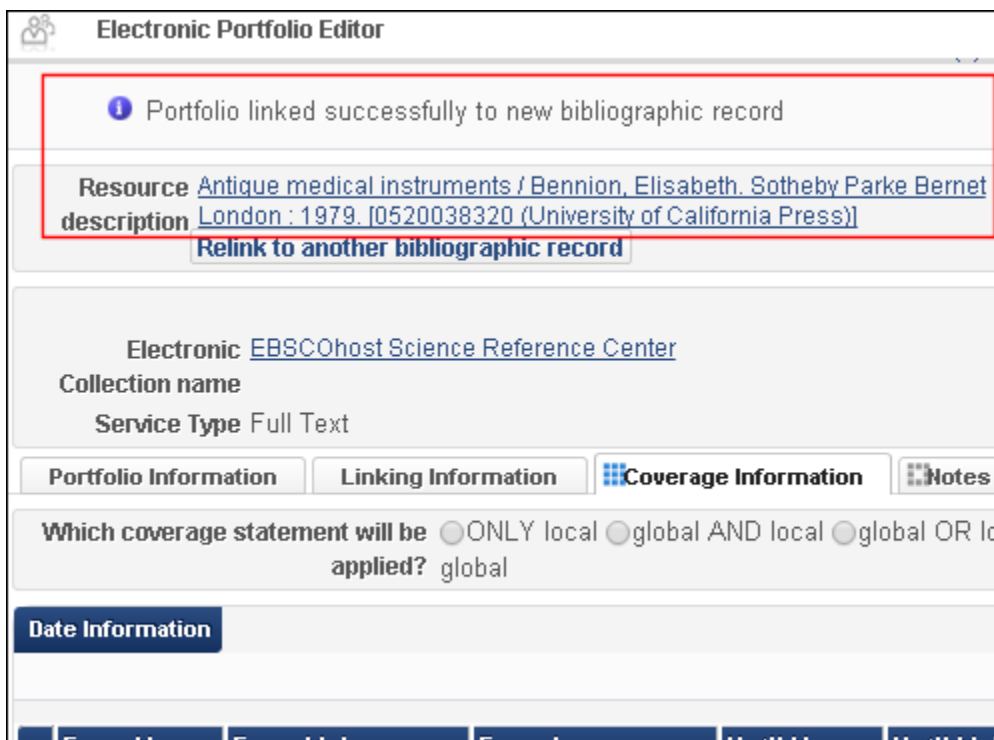 Electronic Portfolio Editor
Portfolio linked successfully to new bibliographic record
Resource description Antique medical instruments / Bennion, Elisabeth. Sotheby Parke Bernet
London : 1979. [0520038320 (University of California Press)]
Relink to another bibliographic record
Electronic Collection name EBSCOhost Science Reference Center
Service Type Full Text
Portfolio Information Linking Information Coverage Information Notes
Which coverage statement will be applied? ONLY local global AND local global OR
global
Date Information